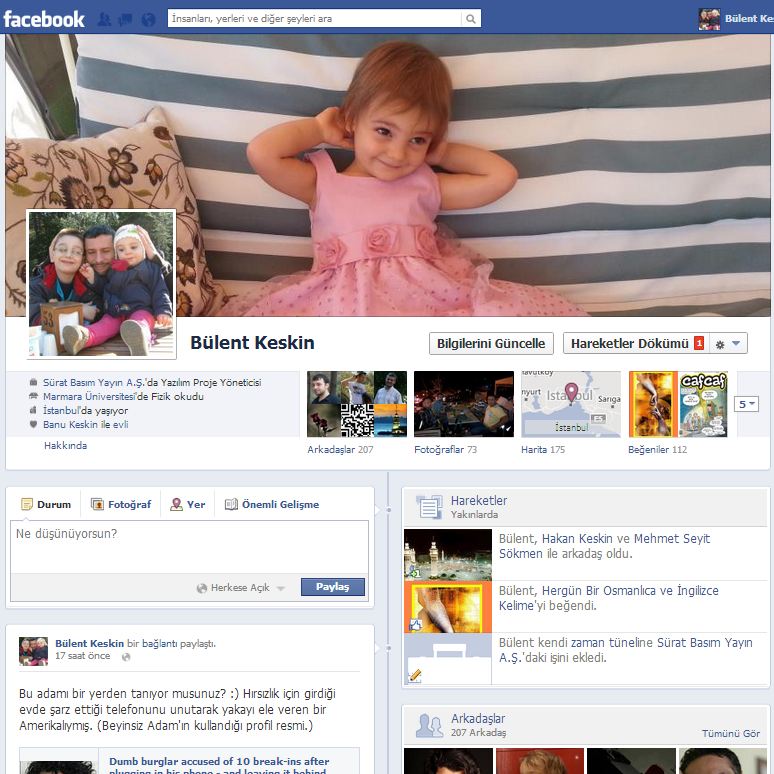 facebook
İnsanları, yerleri ve diğer şeyleri ara
Bülent Kes
53
Bülent Keskin
Bilgilerini Güncelle
Hareketler Dökümü 1
Sürat Basım Yayın A.Ş.'da Yazılım Proje Yöneticisi
Marmara Üniversitesi'de Fizik okudu
İstanbul'da yaşıyor
Banu Keskin ile evli
Hakkında
İstanbul
Sarıga
E5
İstanbul
cafcaf
5
Arkadaşlar 207
Fotoğraflar 73
Harita 175
Beğeniler 112
Durum
Fotoğraf
Yer
Önemli Gelişme
Ne düşünüyorsun?
Herkese Açık
Paylaş
Bülent Keskin bir bağlantı paylaştı.
17 saat önce
Bu adamı bir yerden tanıyor musunuz? :) Hırsızlık için girdiği
evde şarz ettiği telefonunu unutarak yakayı ele veren bir
Amerikalıymış. (Beyinsiz Adam'ın kullandığı profil resmi.)
Dumb burglar accused of 10 break-ins after
plugging in his phone - and leaving it behind
Hareketler
Yakınlarda
Bülent, Hakan Keskin ve Mehmet Seyit
Sökmen ile arkadaş oldu.
Bülent, Hergün Bir Osmanlıca ve İngilizce
Kelime'yi beğendi.
Bülent kendi zaman tüneline Sürat Basım Yayın
A.Ş.'daki işini ekledi.
Arkadaşlar
207 Arkadaş
Tümünü Gör